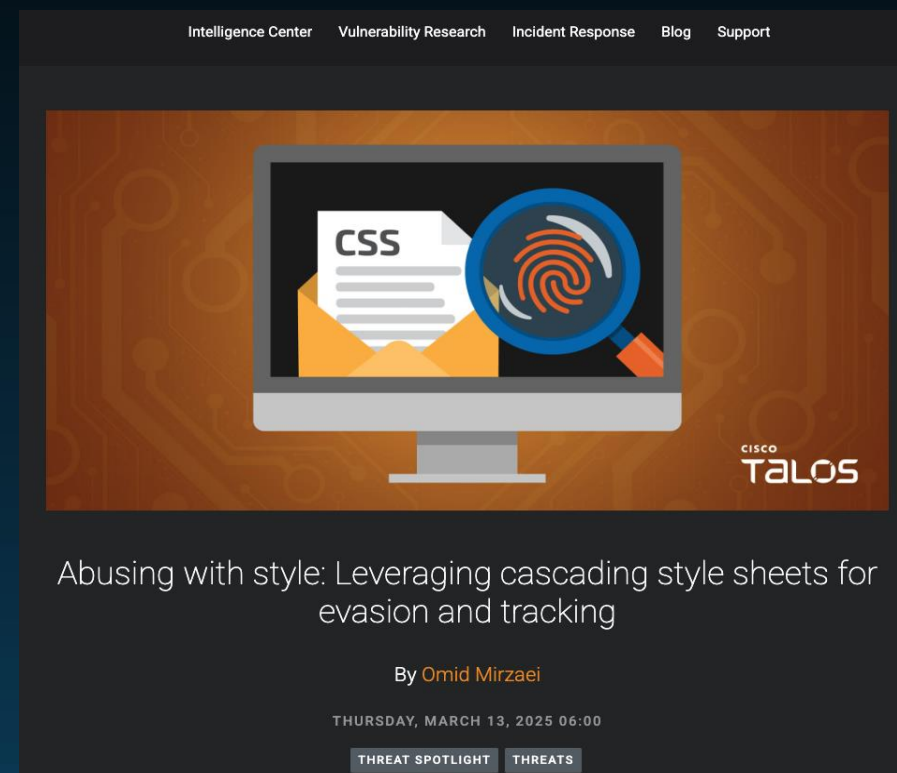 Intelligence Center Vulnerability Research Incident Response Blog Support
CSS
CISCO
TALOS
Abusing with style: Leveraging cascading style sheets for
evasion and tracking
By Omid Mirzaei
THURSDAY, MARCH 13, 2025 06:00
THREAT SPOTLIGHT THREATS